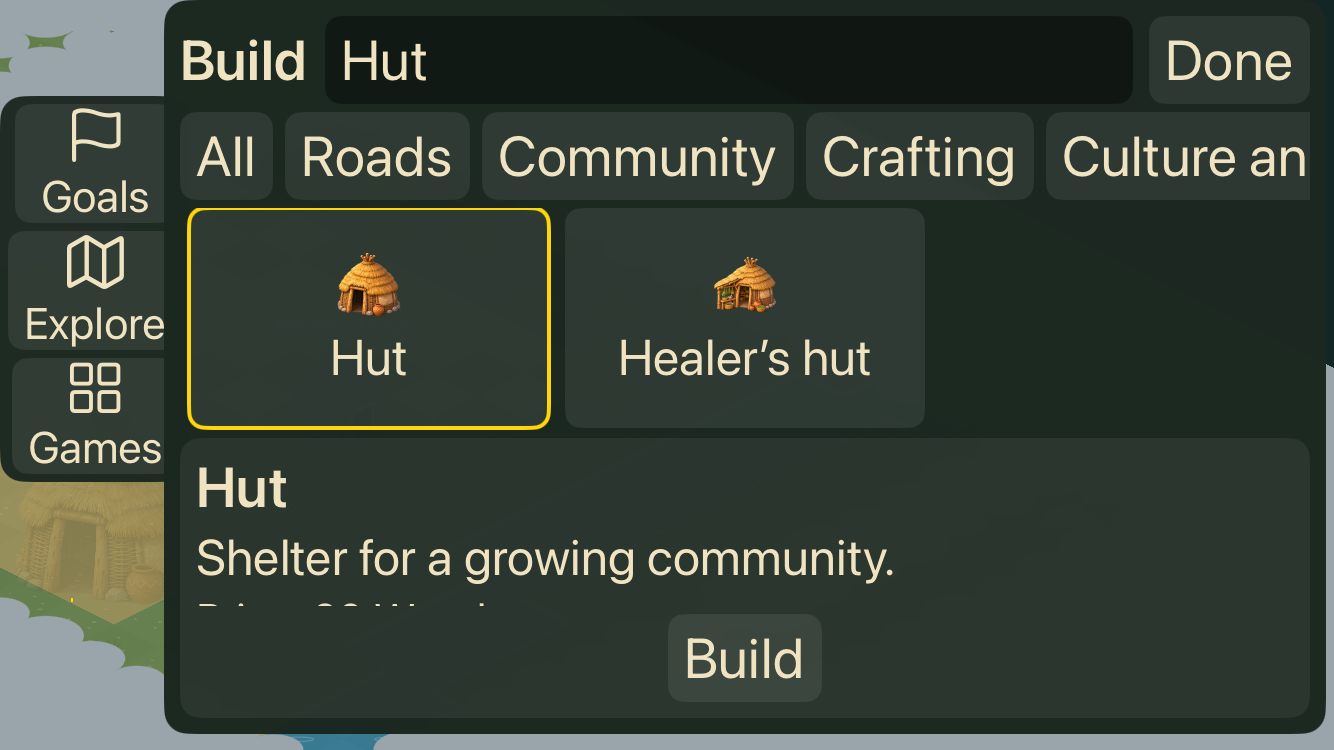 Build Hut Done
All Roads Community Crafting Culture an
Goals
Explore
Games
Hut Healer's hut
Hut
Shelter for a growing community.
Build